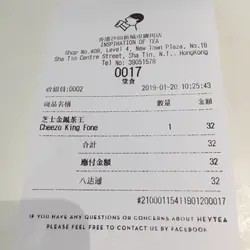 香港沙田新城市廣場店
INSPIRATION OF TEA
Shop No.408, Level 4, New Town Plaza, No.18
Sha Tin Centre Street, Sha Tin, N.T., HongKong
Tel No: 39051578
0017
堂食
收銀員:0002 2019-01-20 10:25:43
商品名稱 數量 金額
芝士金鳳茶王
Cheezo King Fone 1 32
合計 32
應付金額 32
八达通 32
#21000115411901200017
IF YOU HAVE ANY QUESTIONS OR CONCERNS ABOUT HEYTEA
PLEASE FEEL FREE TO CONTACT US BY FACEBOOK